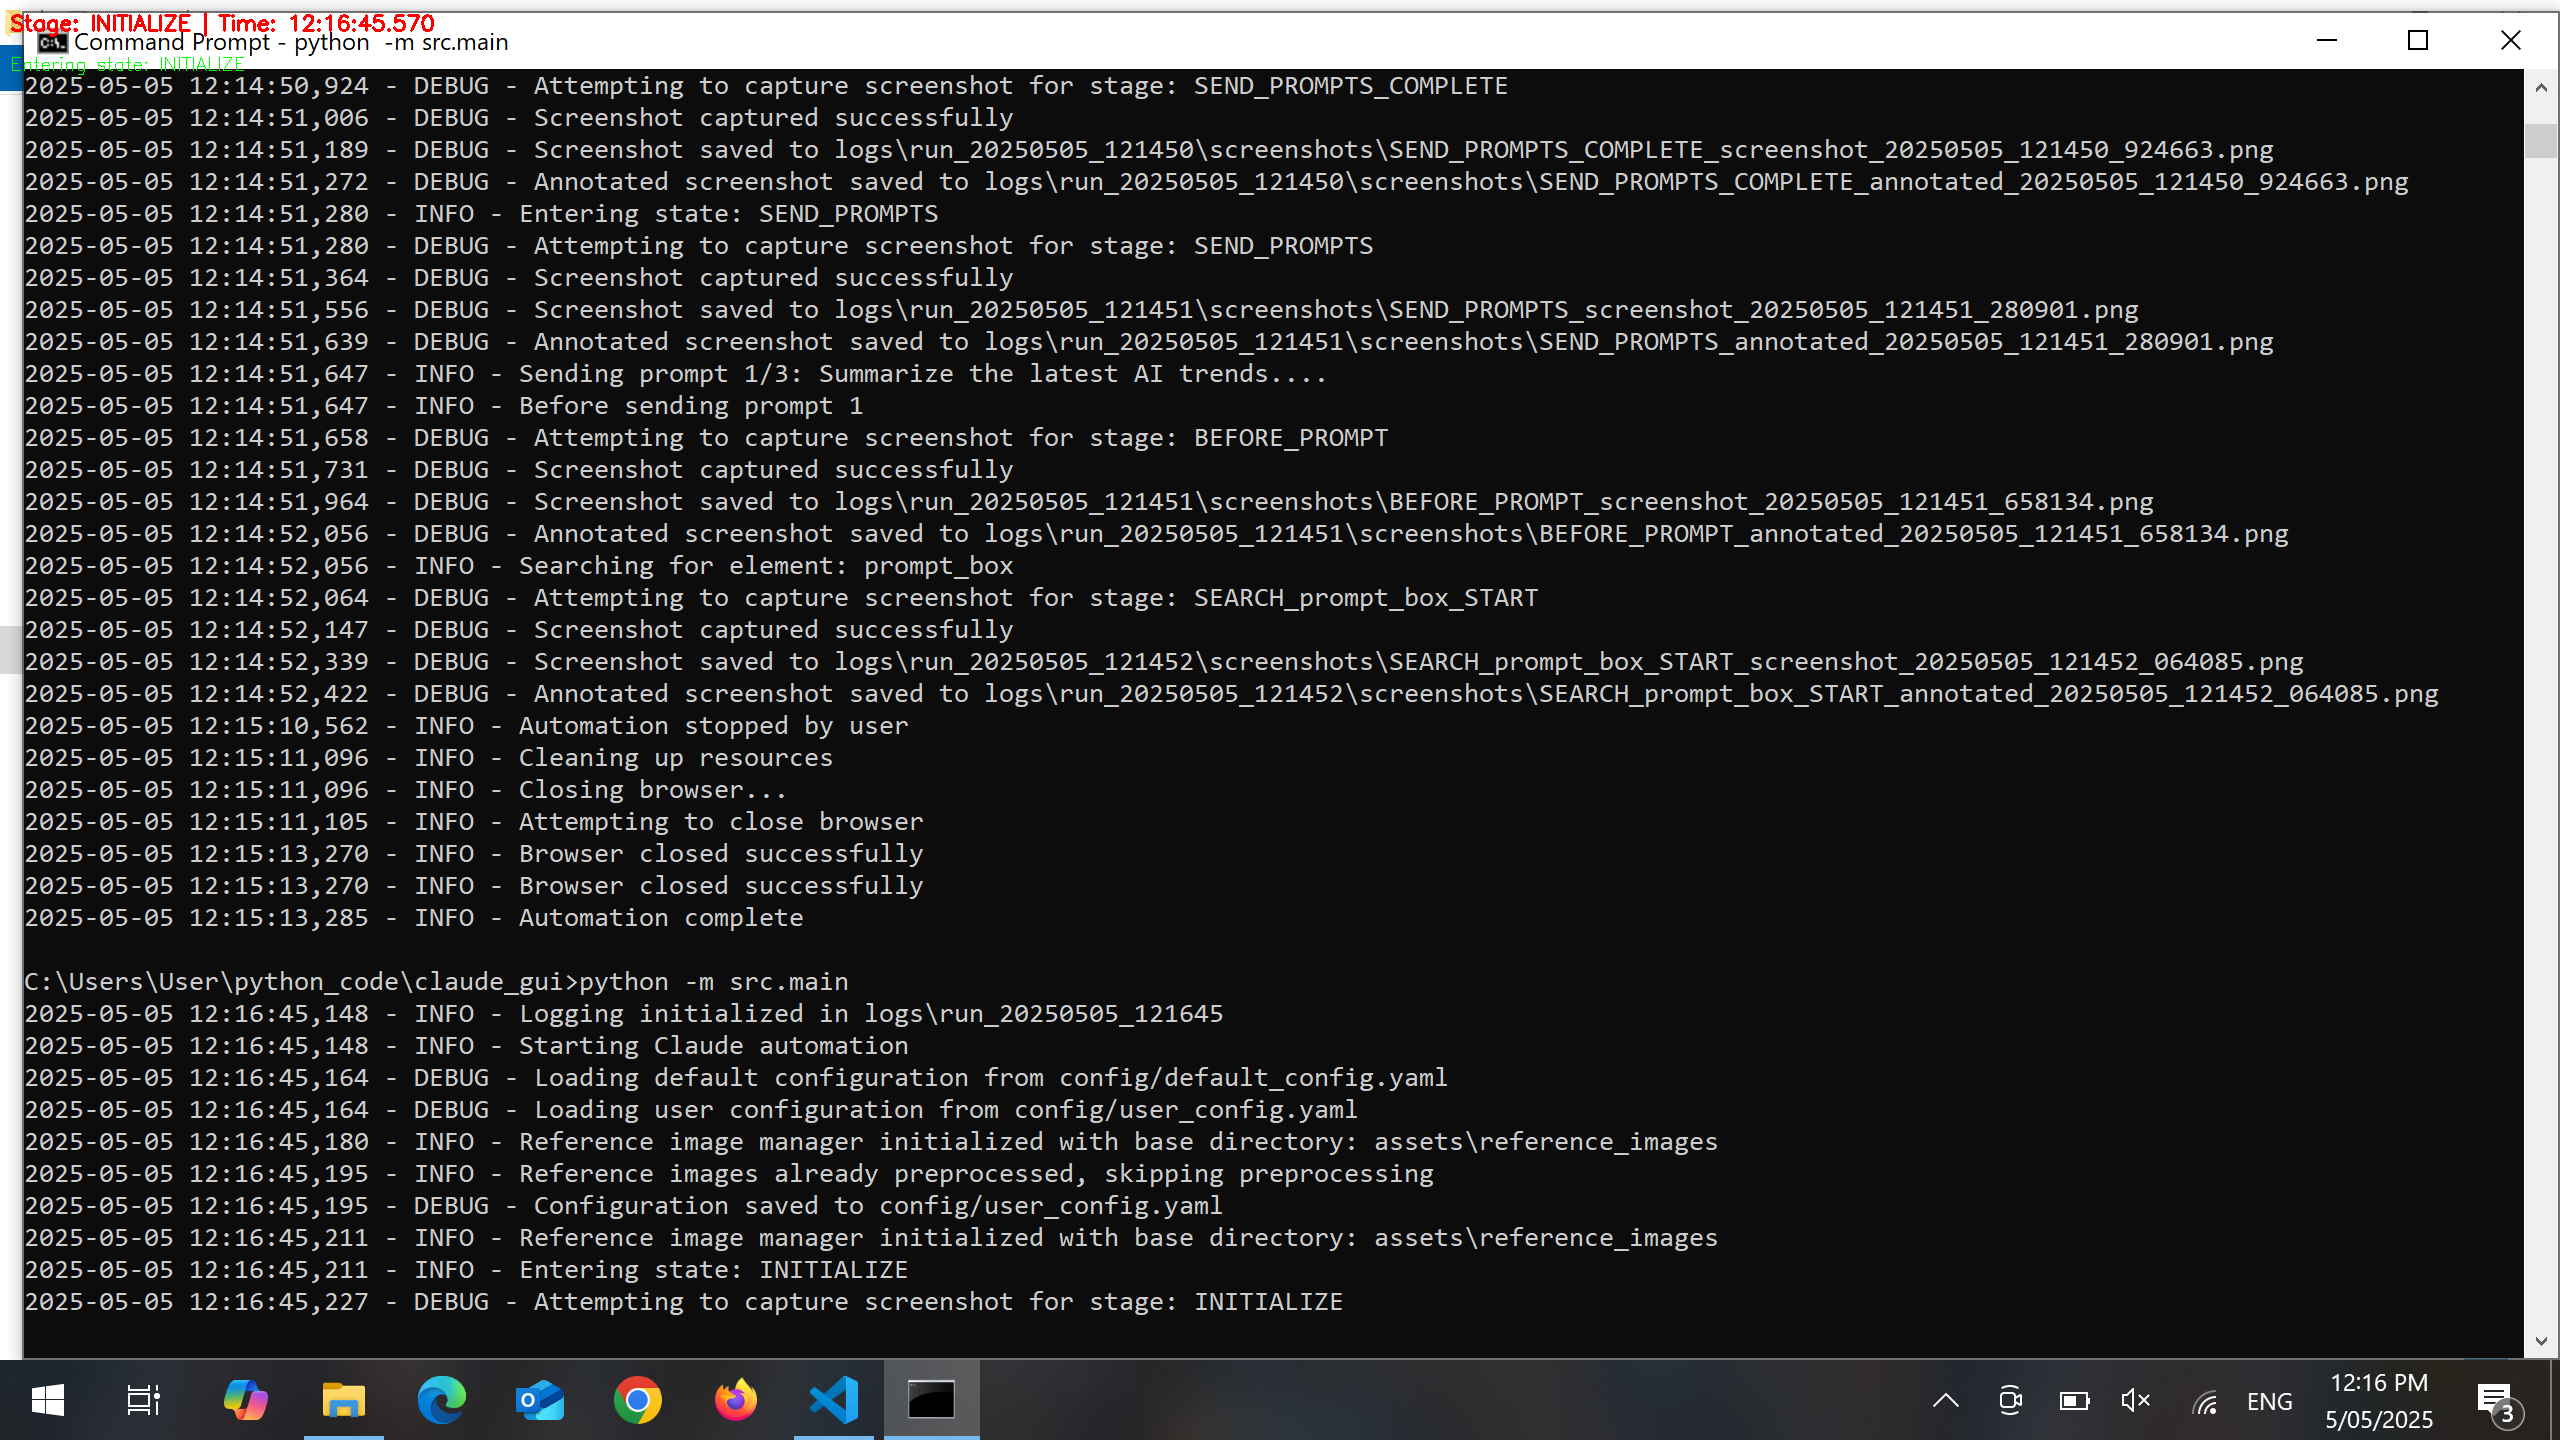 Stage: INITIALIZE | Time: 12:16:45.570
Command Prompt - python  -m src.main
Entering state: INITIALIZE
2025-05-05 12:14:50,924 - DEBUG - Attempting to capture screenshot for stage: SEND_PROMPTS_COMPLETE
2025-05-05 12:14:51,006 - DEBUG - Screenshot captured successfully
2025-05-05 12:14:51,189 - DEBUG - Screenshot saved to logs\run_20250505_121450\screenshots\SEND_PROMPTS_COMPLETE_screenshot_20250505_121450_924663.png
2025-05-05 12:14:51,272 - DEBUG - Annotated screenshot saved to logs\run_20250505_121450\screenshots\SEND_PROMPTS_COMPLETE_annotated_20250505_121450_924663.png
2025-05-05 12:14:51,280 - INFO - Entering state: SEND_PROMPTS
2025-05-05 12:14:51,280 - DEBUG - Attempting to capture screenshot for stage: SEND_PROMPTS
2025-05-05 12:14:51,364 - DEBUG - Screenshot captured successfully
2025-05-05 12:14:51,556 - DEBUG - Screenshot saved to logs\run_20250505_121451\screenshots\SEND_PROMPTS_screenshot_20250505_121451_280901.png
2025-05-05 12:14:51,639 - DEBUG - Annotated screenshot saved to logs\run_20250505_121451\screenshots\SEND_PROMPTS_annotated_20250505_121451_280901.png
2025-05-05 12:14:51,647 - INFO - Sending prompt 1/3: Summarize the latest AI trends....
2025-05-05 12:14:51,647 - INFO - Before sending prompt 1
2025-05-05 12:14:51,658 - DEBUG - Attempting to capture screenshot for stage: BEFORE_PROMPT
2025-05-05 12:14:51,731 - DEBUG - Screenshot captured successfully
2025-05-05 12:14:51,964 - DEBUG - Screenshot saved to logs\run_20250505_121451\screenshots\BEFORE_PROMPT_screenshot_20250505_121451_658134.png
2025-05-05 12:14:52,056 - DEBUG - Annotated screenshot saved to logs\run_20250505_121451\screenshots\BEFORE_PROMPT_annotated_20250505_121451_658134.png
2025-05-05 12:14:52,056 - INFO - Searching for element: prompt_box
2025-05-05 12:14:52,064 - DEBUG - Attempting to capture screenshot for stage: SEARCH_prompt_box_START
2025-05-05 12:14:52,147 - DEBUG - Screenshot captured successfully
2025-05-05 12:14:52,339 - DEBUG - Screenshot saved to logs\run_20250505_121452\screenshots\SEARCH_prompt_box_START_screenshot_20250505_121452_064085.png
2025-05-05 12:14:52,422 - DEBUG - Annotated screenshot saved to logs\run_20250505_121452\screenshots\SEARCH_prompt_box_START_annotated_20250505_121452_064085.png
2025-05-05 12:15:10,562 - INFO - Automation stopped by user
2025-05-05 12:15:11,096 - INFO - Cleaning up resources
2025-05-05 12:15:11,096 - INFO - Closing browser...
2025-05-05 12:15:11,105 - INFO - Attempting to close browser
2025-05-05 12:15:13,270 - INFO - Browser closed successfully
2025-05-05 12:15:13,270 - INFO - Browser closed successfully
2025-05-05 12:15:13,285 - INFO - Automation complete
C:\Users\User\python_code\claude_gui>python -m src.main
2025-05-05 12:16:45,148 - INFO - Logging initialized in logs\run_20250505_121645
2025-05-05 12:16:45,148 - INFO - Starting Claude automation
2025-05-05 12:16:45,164 - DEBUG - Loading default configuration from config/default_config.yaml
2025-05-05 12:16:45,164 - DEBUG - Loading user configuration from config/user_config.yaml
2025-05-05 12:16:45,180 - INFO - Reference image manager initialized with base directory: assets\reference_images
2025-05-05 12:16:45,195 - INFO - Reference images already preprocessed, skipping preprocessing
2025-05-05 12:16:45,195 - DEBUG - Configuration saved to config/user_config.yaml
2025-05-05 12:16:45,211 - INFO - Reference image manager initialized with base directory: assets\reference_images
2025-05-05 12:16:45,211 - INFO - Entering state: INITIALIZE
2025-05-05 12:16:45,227 - DEBUG - Attempting to capture screenshot for stage: INITIALIZE
ENG
12:16 PM
5/05/2025
3